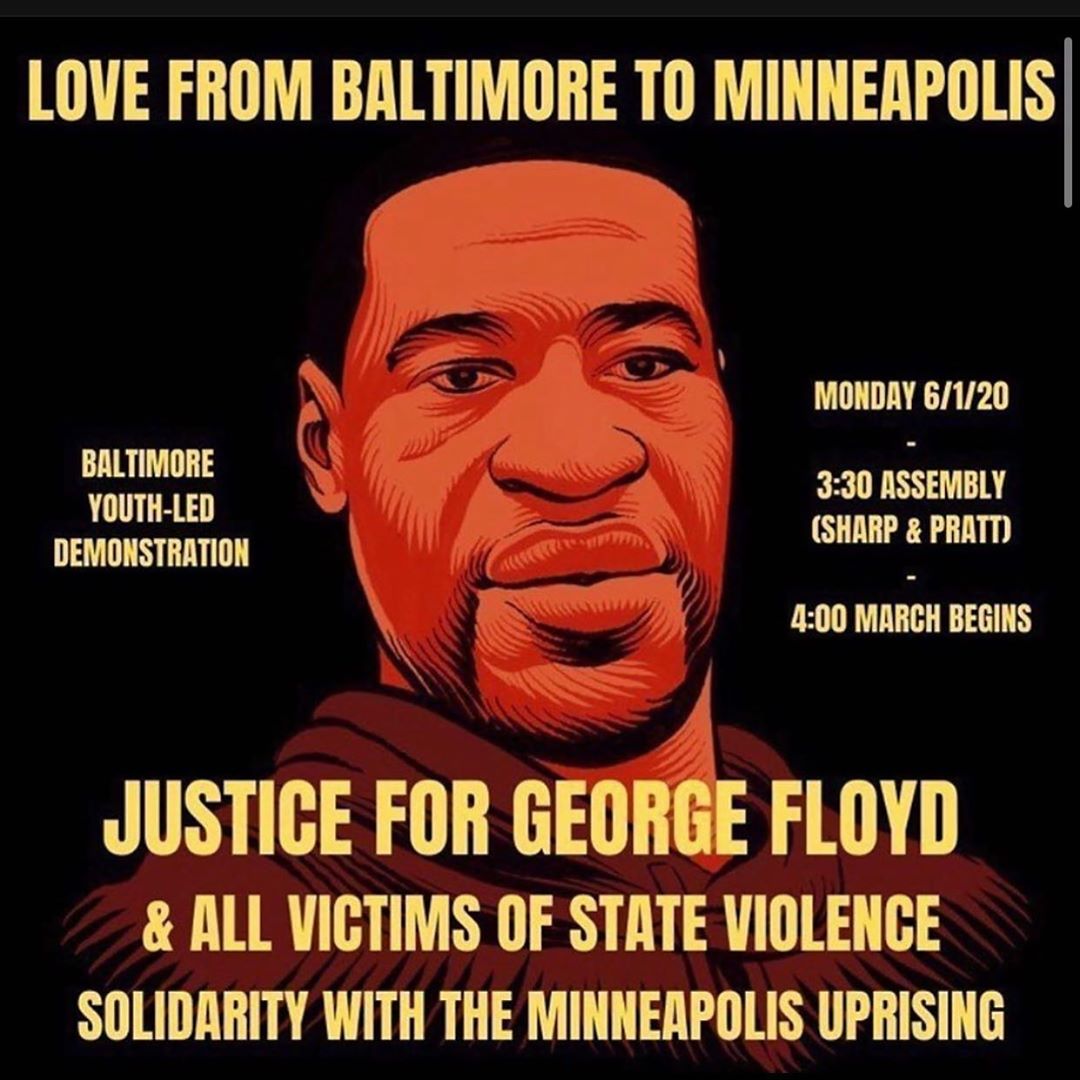 LOVE FROM BALTIMORE TO MINNEAPOLIS
BALTIMORE
YOUTH-LED
DEMONSTRATION
MONDAY 6/1/20
-
3:30 ASSEMBLY
(SHARP & PRATT)
-
4:00 MARCH BEGINS
JUSTICE FOR GEORGE FLOYD
& ALL VICTIMS OF STATE VIOLENCE
SOLIDARITY WITH THE MINNEAPOLIS UPRISING